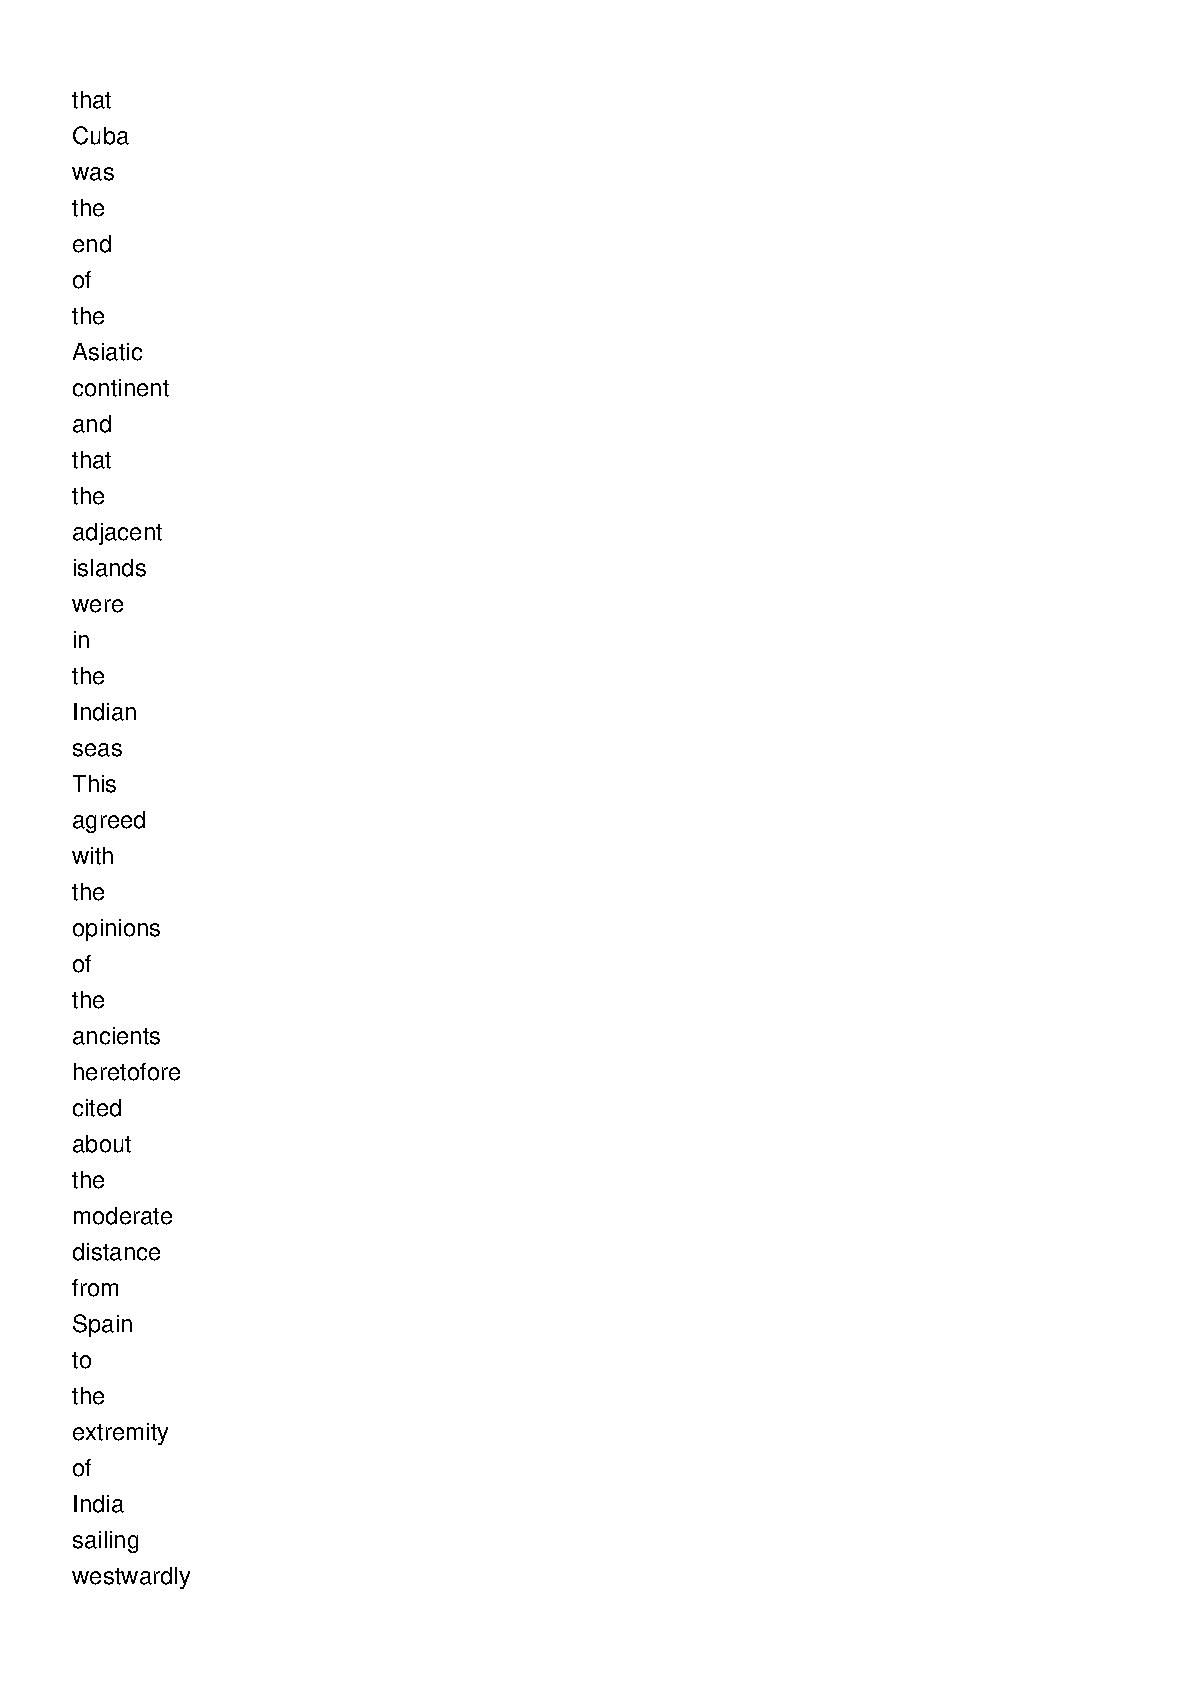 that
Cuba
was
the
end
of
the
Asiatic
continent
and
that
the
adjacent
islands
were
in
the
Indian
seas
This
agreed
with
the
opinions
of
the
ancients
heretofore
cited
about
the
moderate
distance
from
Spain
to
the
extremity
of
India
sailing
westwardly